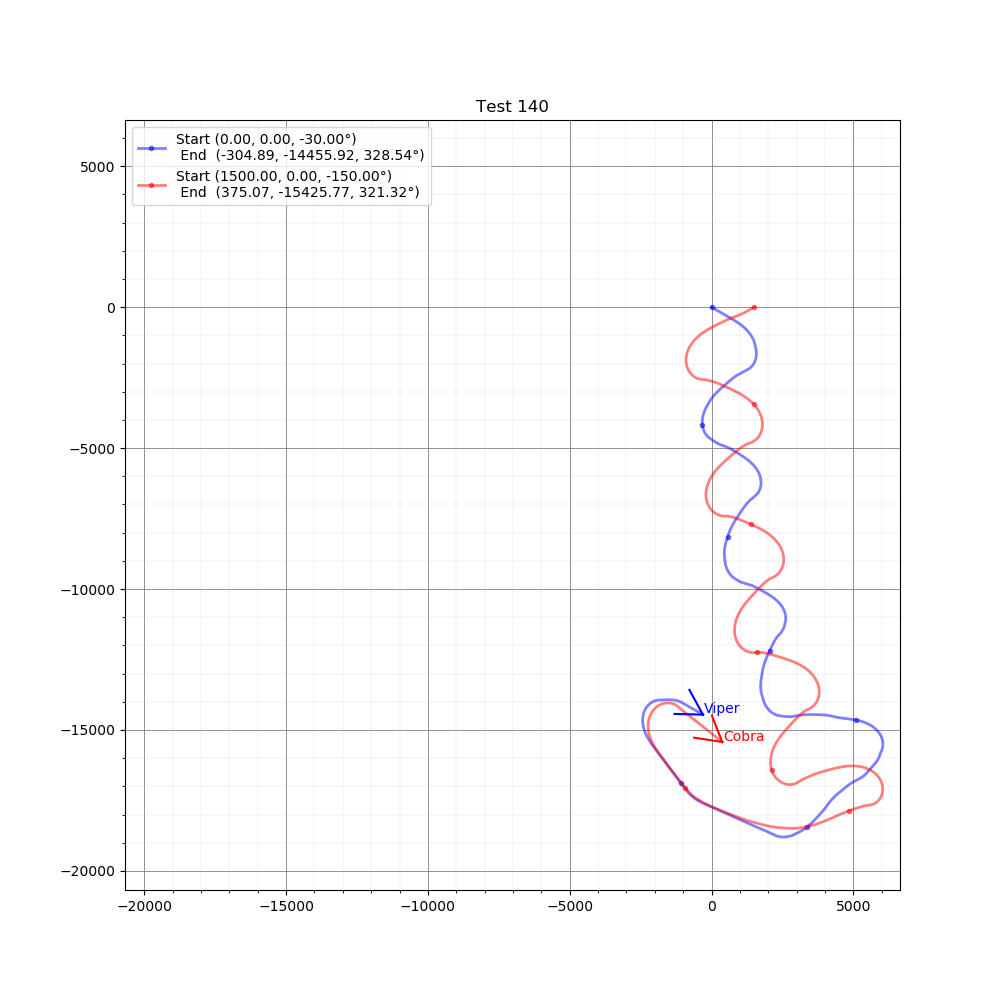 Test 140
Start (0.00, 0.00, -30.00°)
End (-304.89, -14455.92, 328.54°)
Start (1500.00, 0.00, -150.00°)
End (375.07, -15425.77, 321.32°)
5000
0
−5000
−10000
−15000
−20000
Viper
Cobra
−20000 −15000 −10000 −5000 0 5000